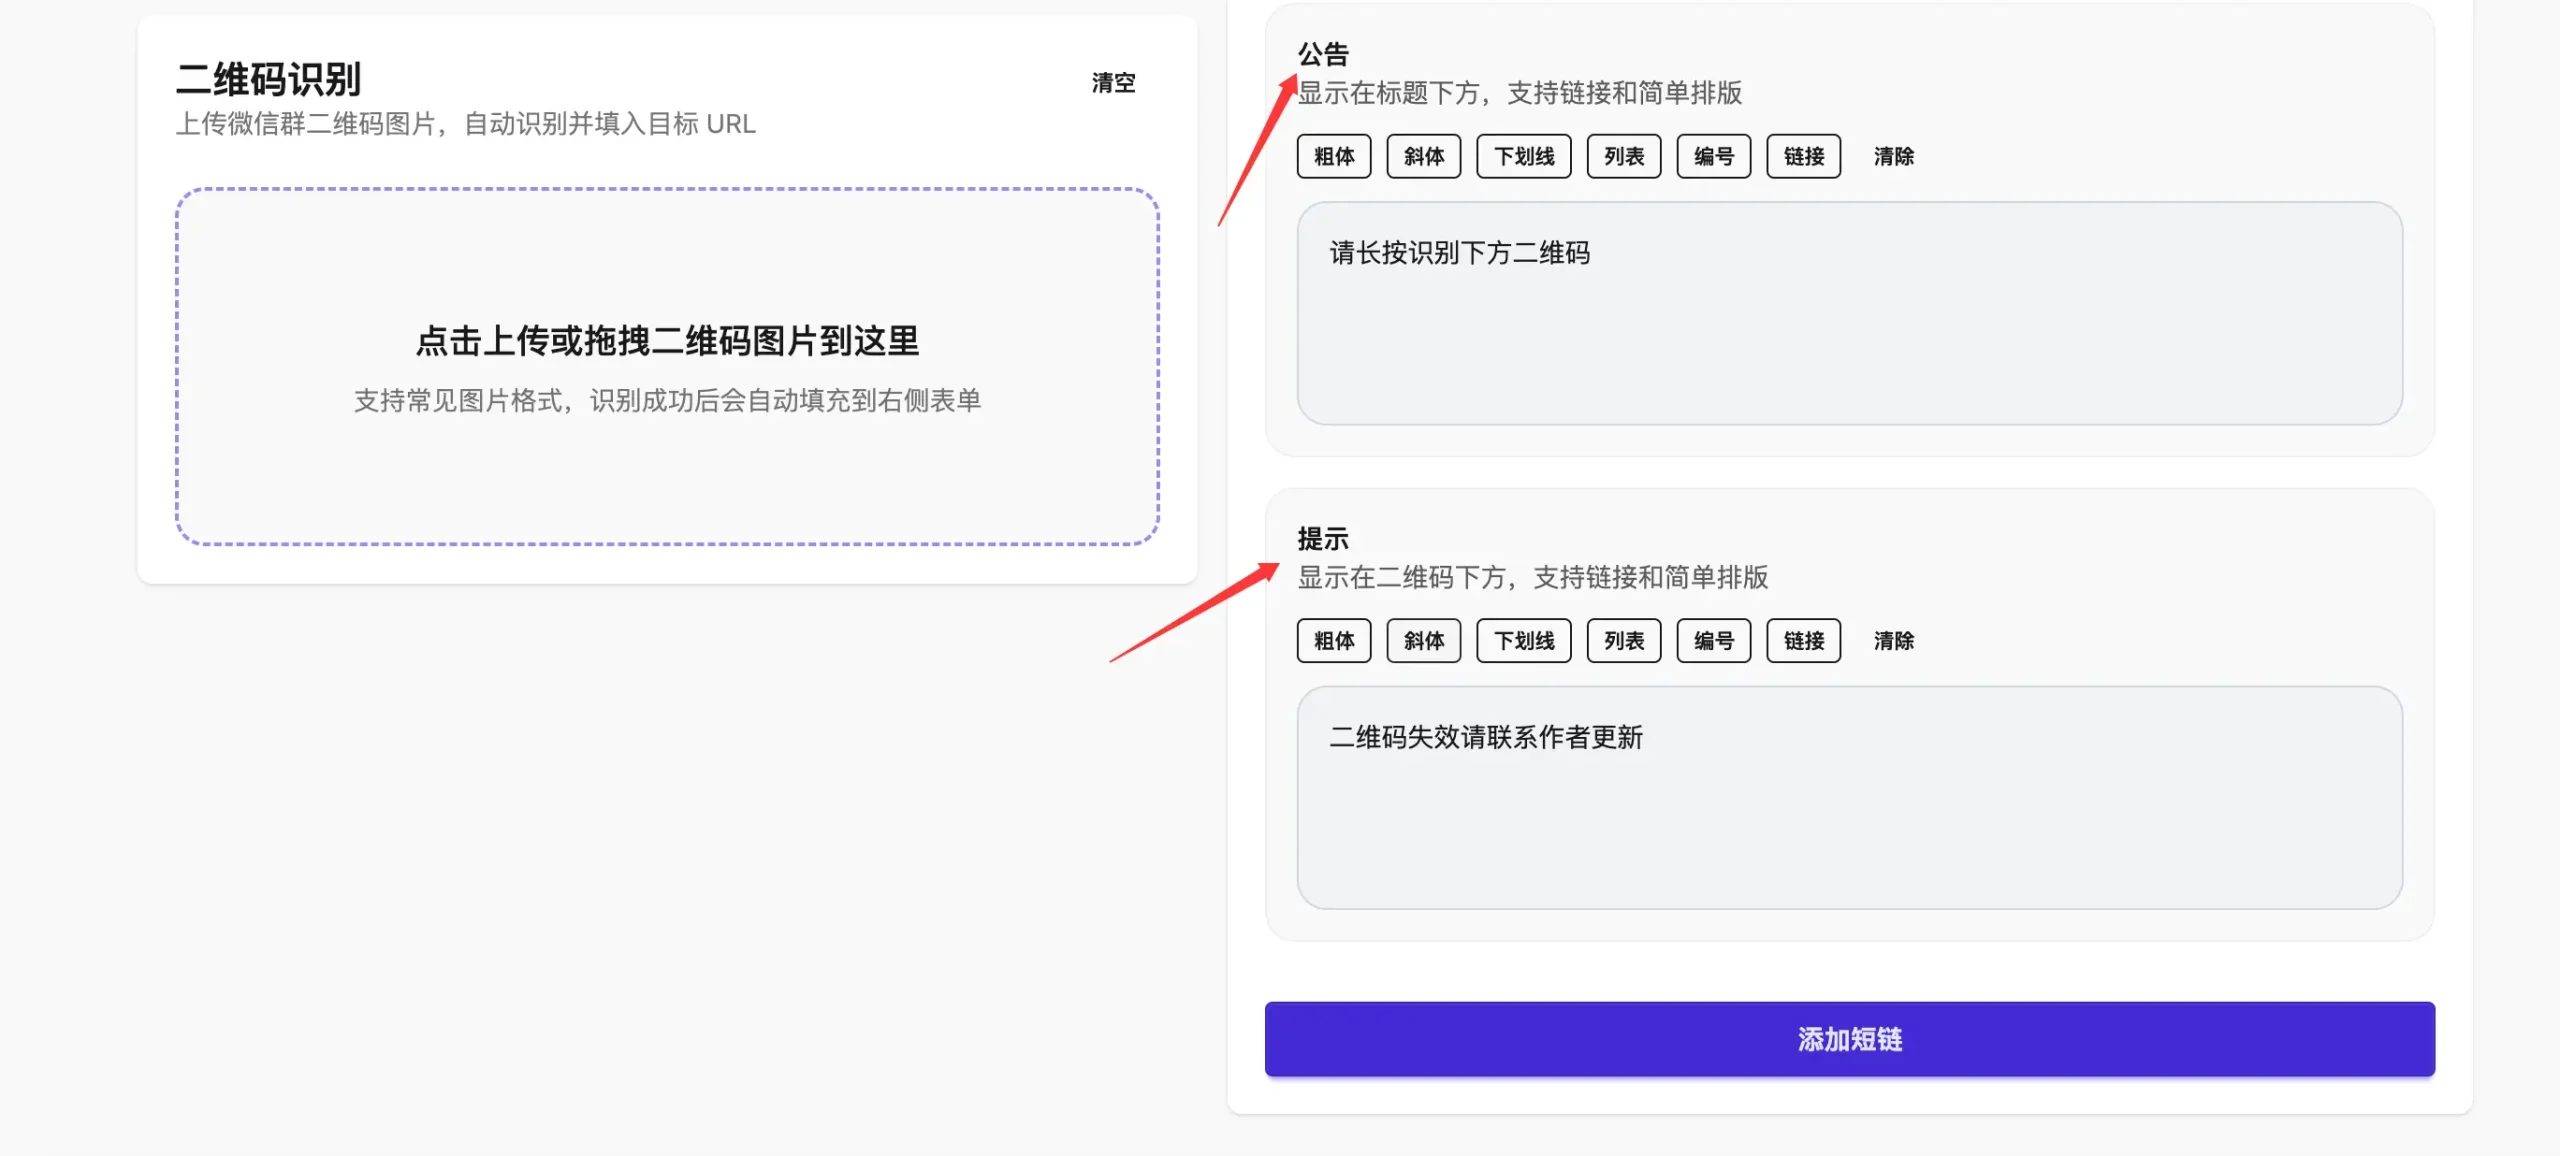 二维码识别
清空
上传微信群二维码图片，自动识别并填入目标 URL
点击上传或拖拽二维码图片到这里
支持常见图片格式，识别成功后会自动填充到右侧表单
公告
显示在标题下方，支持链接和简单排版
粗体 斜体 下划线 列表 编号 链接 清除
请长按识别下方二维码
提示
显示在二维码下方，支持链接和简单排版
粗体 斜体 下划线 列表 编号 链接 清除
二维码失效请联系作者更新
添加短链